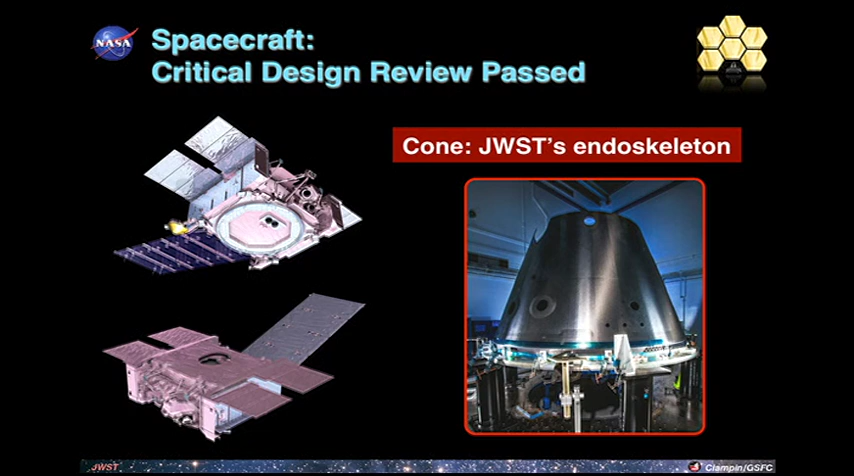 NASA
Spacecraft:
Critical Design Review Passed
Cone: JWST's endoskeleton
JWST
Clampin/GSFC